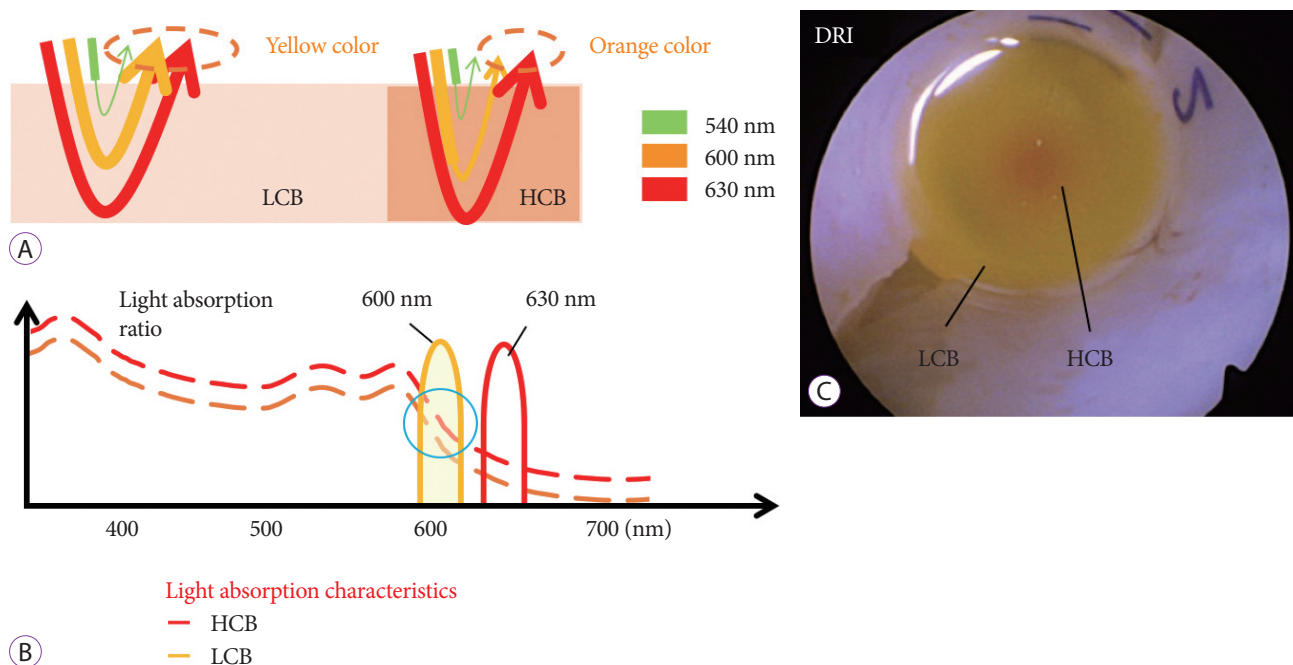 Yellow color
Orange color
540 nm
600 nm
630 nm
LCB
HCB
A
Light absorption
ratio
600 nm
630 nm
400 500 600 700 (nm)
Light absorption characteristics
HCB
LCB
B
DRI
LCB
HCB
C